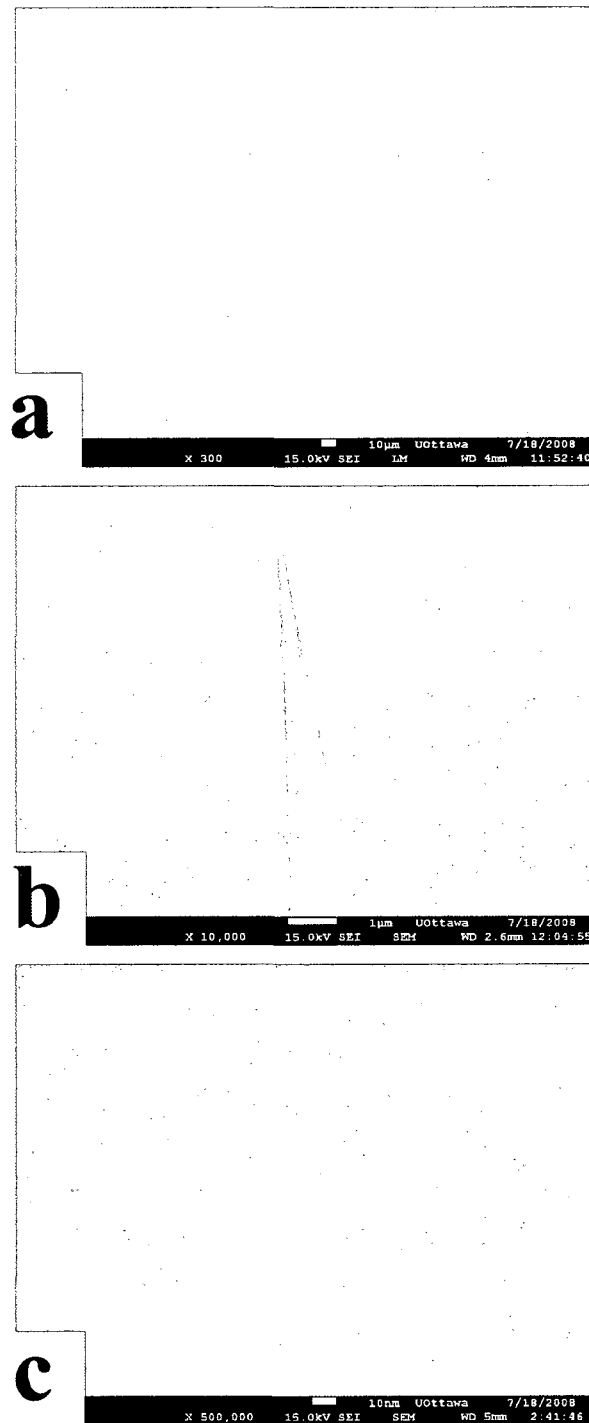 a
10µm UOttawa 7/18/2008
X 300 15.0kV SEI LM WD 4mm 11:52:40
b
1µm UOttawa 7/18/2008
X 10,000 15.0kV SEI SEM WD 2.6mm 12:04:55
c
10nm UOttawa 7/18/2008
X 500,000 15.0kV SEI SEM WD 5mm 2:41:46